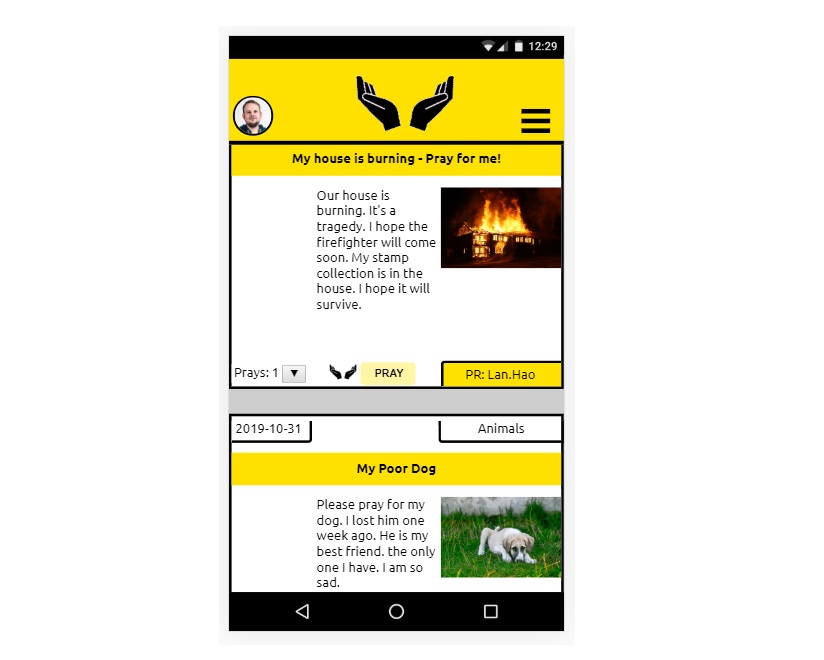 12:29
My house is burning - Pray for me!
Our house is
burning. It's a
tragedy. I hope the
firefighter will come
soon. My stamp
collection is in the
house. I hope it will
survive.
Prays: 1 ▼ PRAY PR: Lan.Hao
2019-10-31 Animals
My Poor Dog
Please pray for my
dog. I lost him one
week ago. He is my
best friend. the only
one I have. I am so
sad.